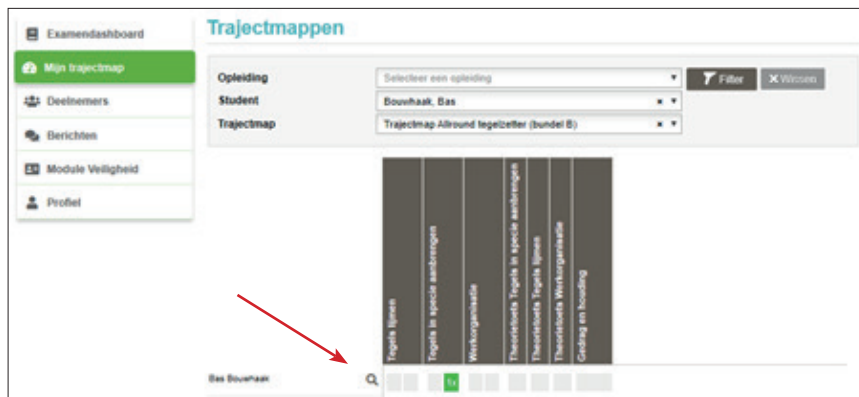 Trajectmappen
Examendashboard
Mijn trajectmap
Deelnemers
Berichten
Module Veiligheid
Profiel
Opleiding
Selecteer een opleiding
Filter
Wissen
Student
Bouwhaak, Bas
Trajectmap
Trajectmap Allround tegelzetter (bundel B)
Tegels lijmen
Tegels in specie aanbrengen
Werkorganisatie
Theorietoets Tegels in specie aanbrengen
Theorietoets Tegels lijmen
Theorietoets Werkorganisatie
Gedrag en houding
Bas Bouwhaak
1x